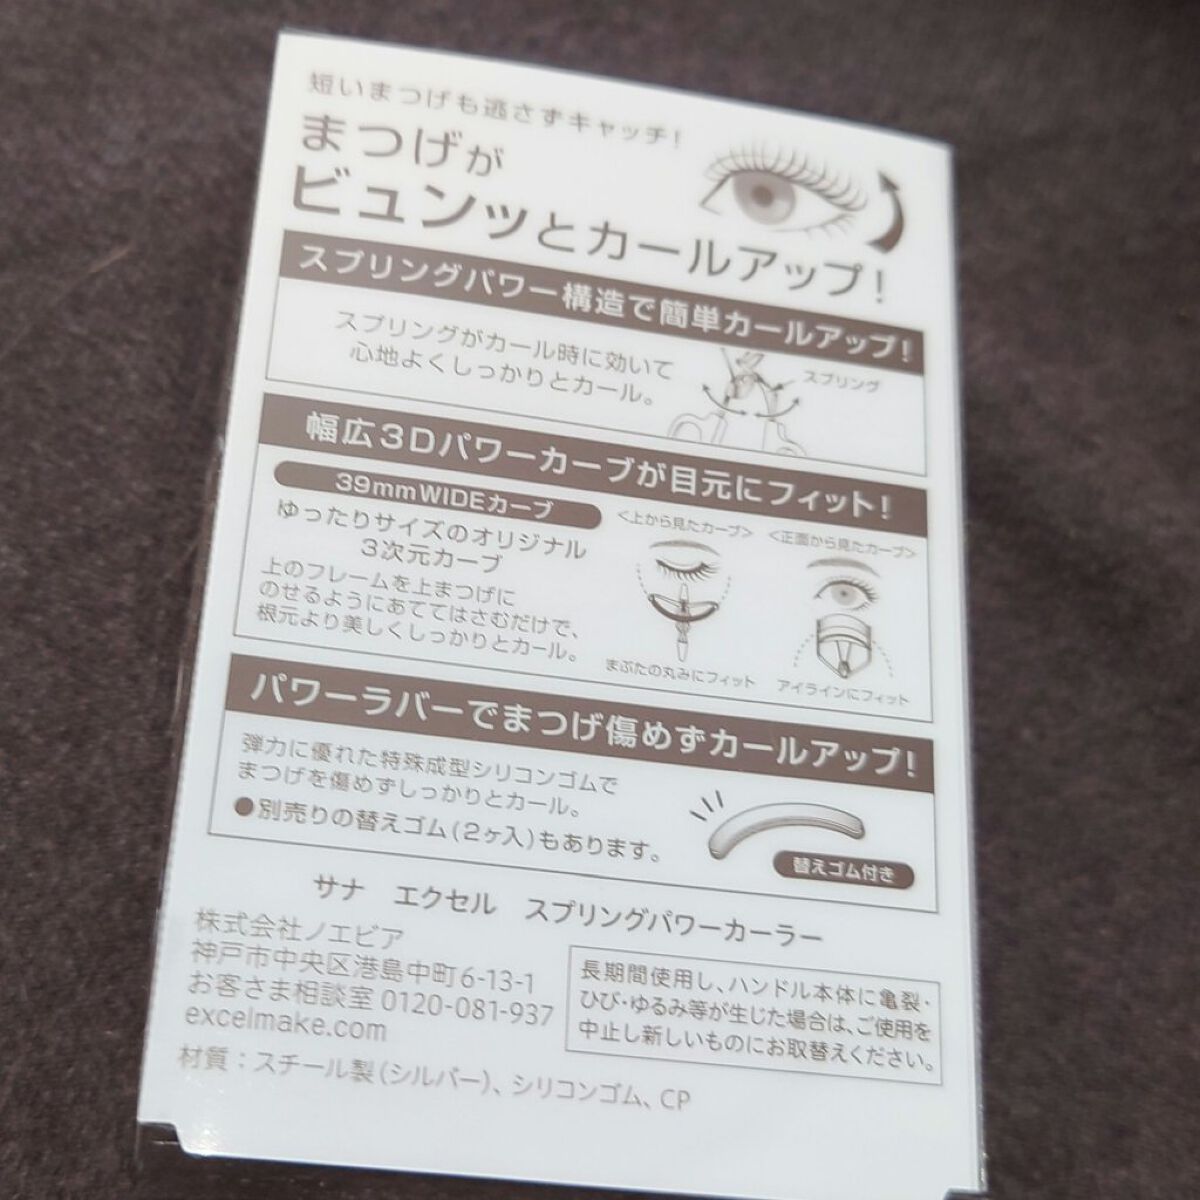 短いまつげも逃さずキャッチ！
まつげが
ビュンッとカールアップ！
スプリングパワー構造で簡単カールアップ！
スプリングがカール時に効いて
心地よくしっかりとカール。
スプリング
幅広3Dパワーカーブが目元にフィット！
39mmWIDEカーブ
ゆったりサイズのオリジナル
3次元カーブ
上のフレームを上まつげに
のせるようにあててはさむだけで、
根元より美しくしっかりとカール。
<上から見たカーブ>
まぶたの丸みにフィット
<正面から見たカーブ>
アイラインにフィット
パワーラバーでまつげ傷めずカールアップ！
弾力に優れた特殊成型シリコンゴムで
まつげを傷めずしっかりとカール。
●別売りの替えゴム(2ヶ入)もあります。
替えゴム付き
サナ エクセル スプリングパワーカーラー
株式会社ノエビア
神戸市中央区港島中町6-13-1
お客さま相談室 0120-081-937
excelmake.com
長期間使用し、ハンドル本体に亀裂・
ひび・ゆるみ等が生じた場合は、ご使用を
中止し新しいものにお取替えください。
材質：スチール製(シルバー)、シリコンゴム、CP